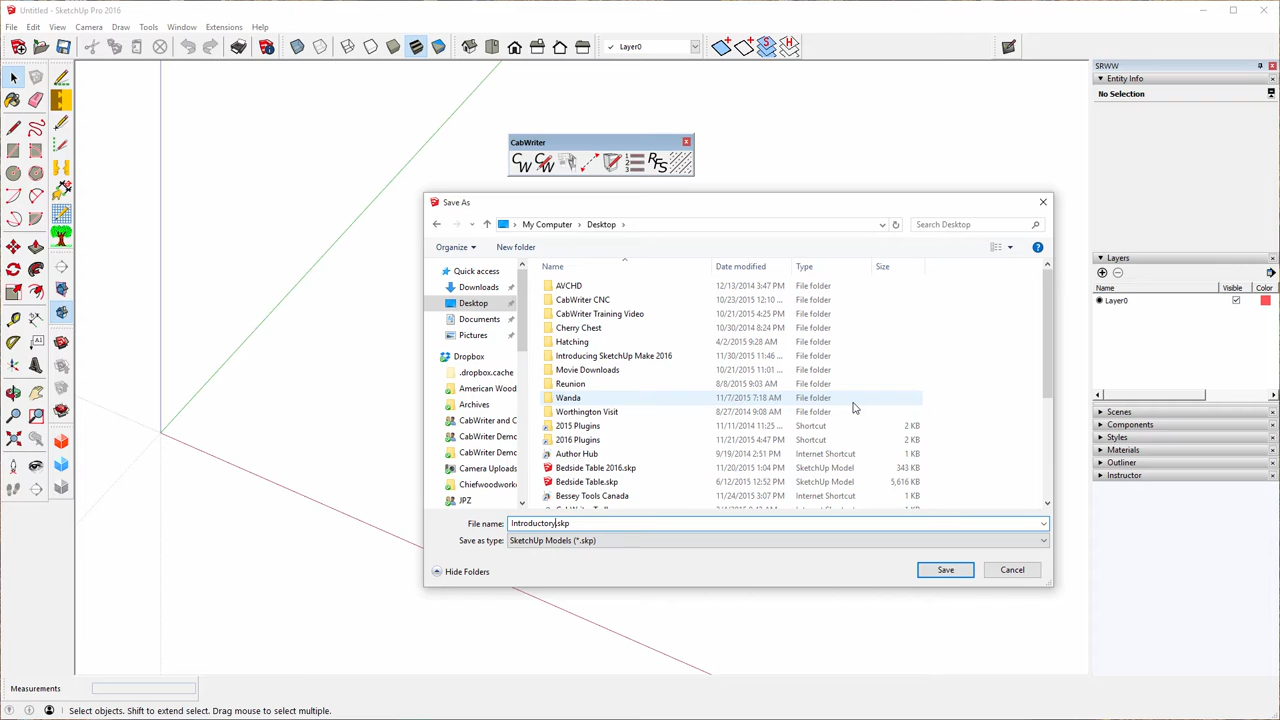 Untitled - SketchUp Pro 2016
File Edit View Camera Draw Tools Window Extensions Help
Layer0
SRWW
Entity Info
No Selection
CabWriter
Save As
My Computer Desktop
Search Desktop
Organize New folder
Name Date modified Type Size
Quick access
Downloads
Desktop
Documents
Pictures
Dropbox
.dropbox.cache
American Wood
Archives
CabWriter and C
CabWriter Demo
CabWriter Demo
Camera Uploads
Chiefwoodwork
JPZ
AVCHD 12/13/2014 3:47 PM File folder
CabWriter CNC 10/23/2015 12:10 ... File folder
CabWriter Training Video 10/21/2015 4:25 PM File folder
Cherry Chest 10/30/2014 8:24 PM File folder
Hatching 4/2/2015 9:28 AM File folder
Introducing SketchUp Make 2016 11/30/2015 11:46 ... File folder
Movie Downloads 10/21/2015 11:01 ... File folder
Reunion 8/8/2015 9:03 AM File folder
Wanda 11/7/2015 7:18 AM File folder
Worthington Visit 8/27/2014 9:08 AM File folder
2015 Plugins 11/11/2014 11:25 ... Shortcut 2 KB
2016 Plugins 11/21/2015 4:47 PM Shortcut 2 KB
Author Hub 9/19/2014 2:51 PM Internet Shortcut 1 KB
Bedside Table 2016.skp 11/20/2015 1:04 PM SketchUp Model 343 KB
Bedside Table.skp 6/12/2015 12:52 PM SketchUp Model 5,616 KB
Bessey Tools Canada 11/24/2015 3:07 PM Internet Shortcut 1 KB
File name: Introductory.skp
Save as type: SketchUp Models (*.skp)
Hide Folders
Save Cancel
Layers
Name Visible Color
Layer0
Scenes
Components
Styles
Materials
Outliner
Instructor
Measurements
Select objects. Shift to extend select. Drag mouse to select multiple.